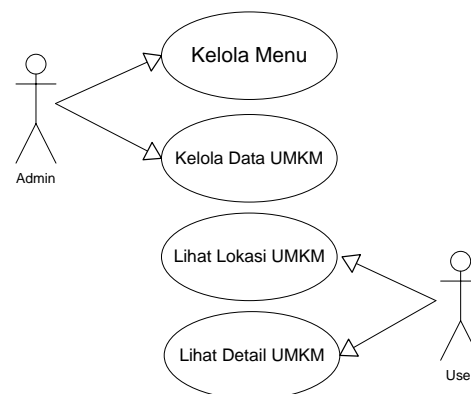 Kelola Menu
Admin
Kelola Data UMKM
Lihat Lokasi UMKM
Lihat Detail UMKM
Use